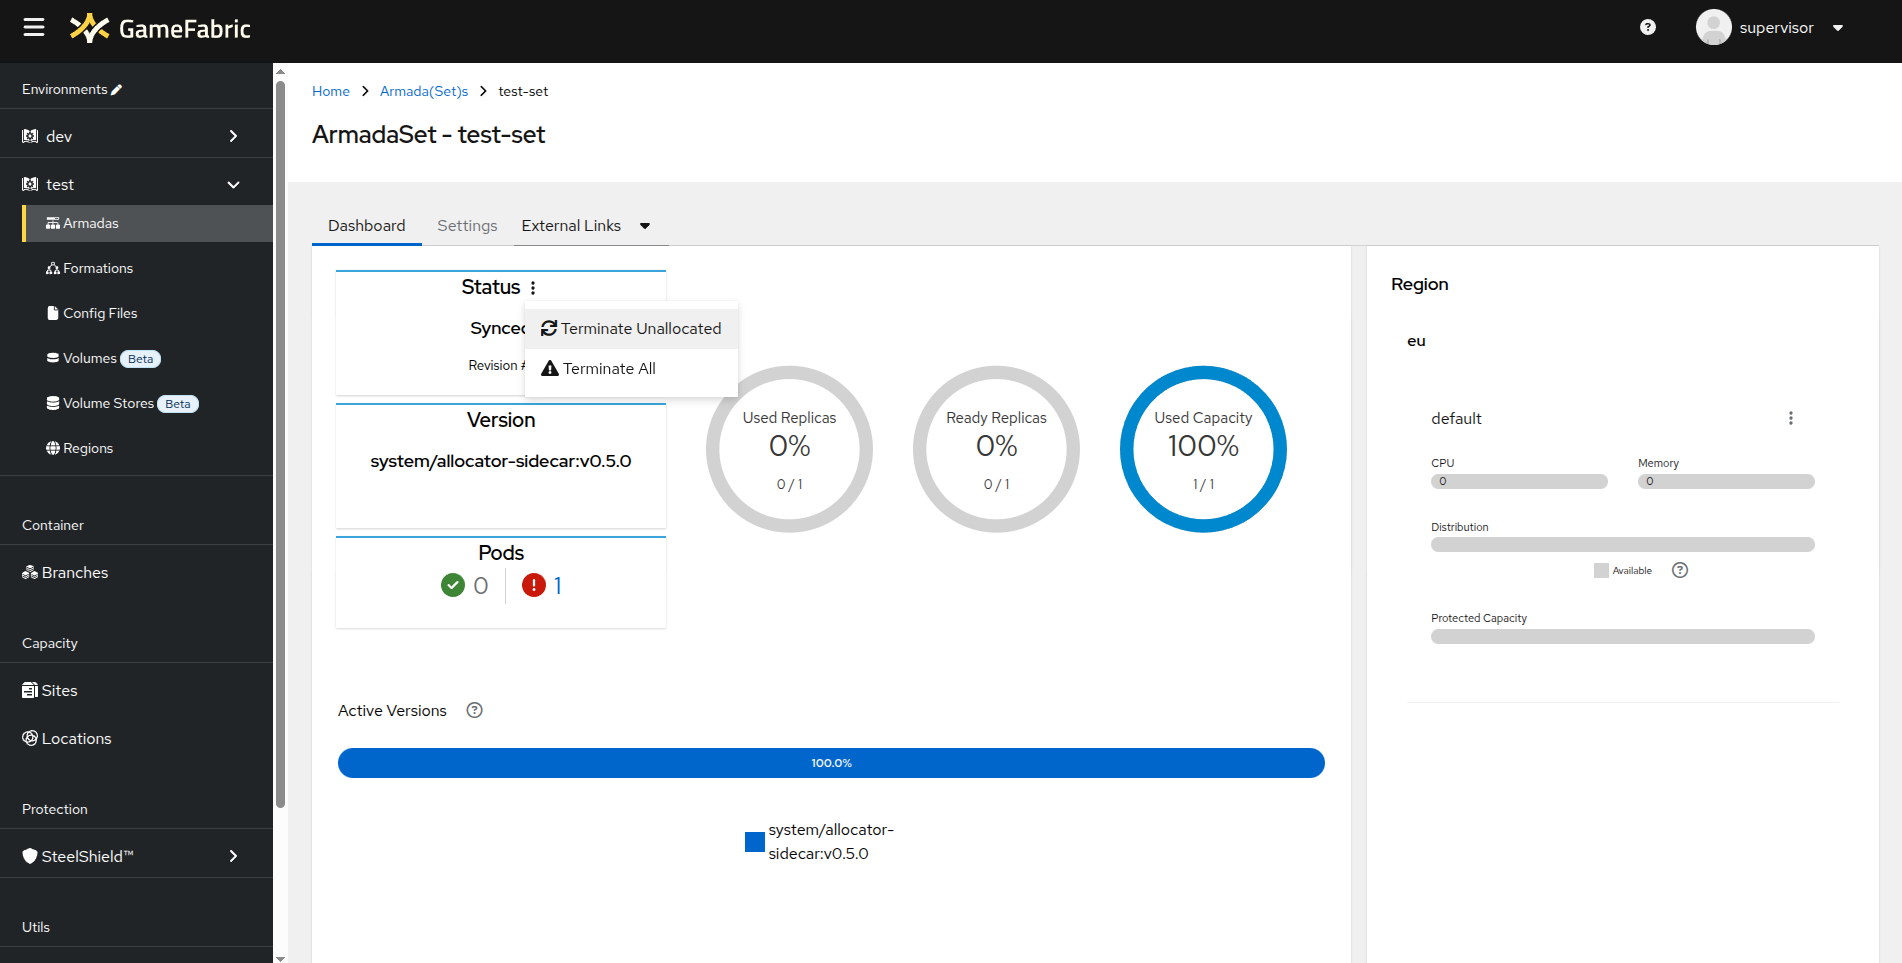 GameFabric
supervisor
Environments
dev
test
Armadas
Formations
Config Files
Volumes Beta
Volume Stores Beta
Regions
Container
Branches
Capacity
Sites
Locations
Protection
SteelShield™
Utils
Home > Armada(Set)s > test-set
ArmadaSet - test-set
Dashboard Settings External Links
Status
Synced
Revision #
Terminate Unallocated
Terminate All
Version
system/allocator-sidecar:v0.5.0
Pods
0 1
Used Replicas
0%
0 / 1
Ready Replicas
0%
0 / 1
Used Capacity
100%
1 / 1
Active Versions
100.0%
system/allocator-
sidecar:v0.5.0
Region
eu
default
CPU Memory
0 0
Distribution
Available
Protected Capacity